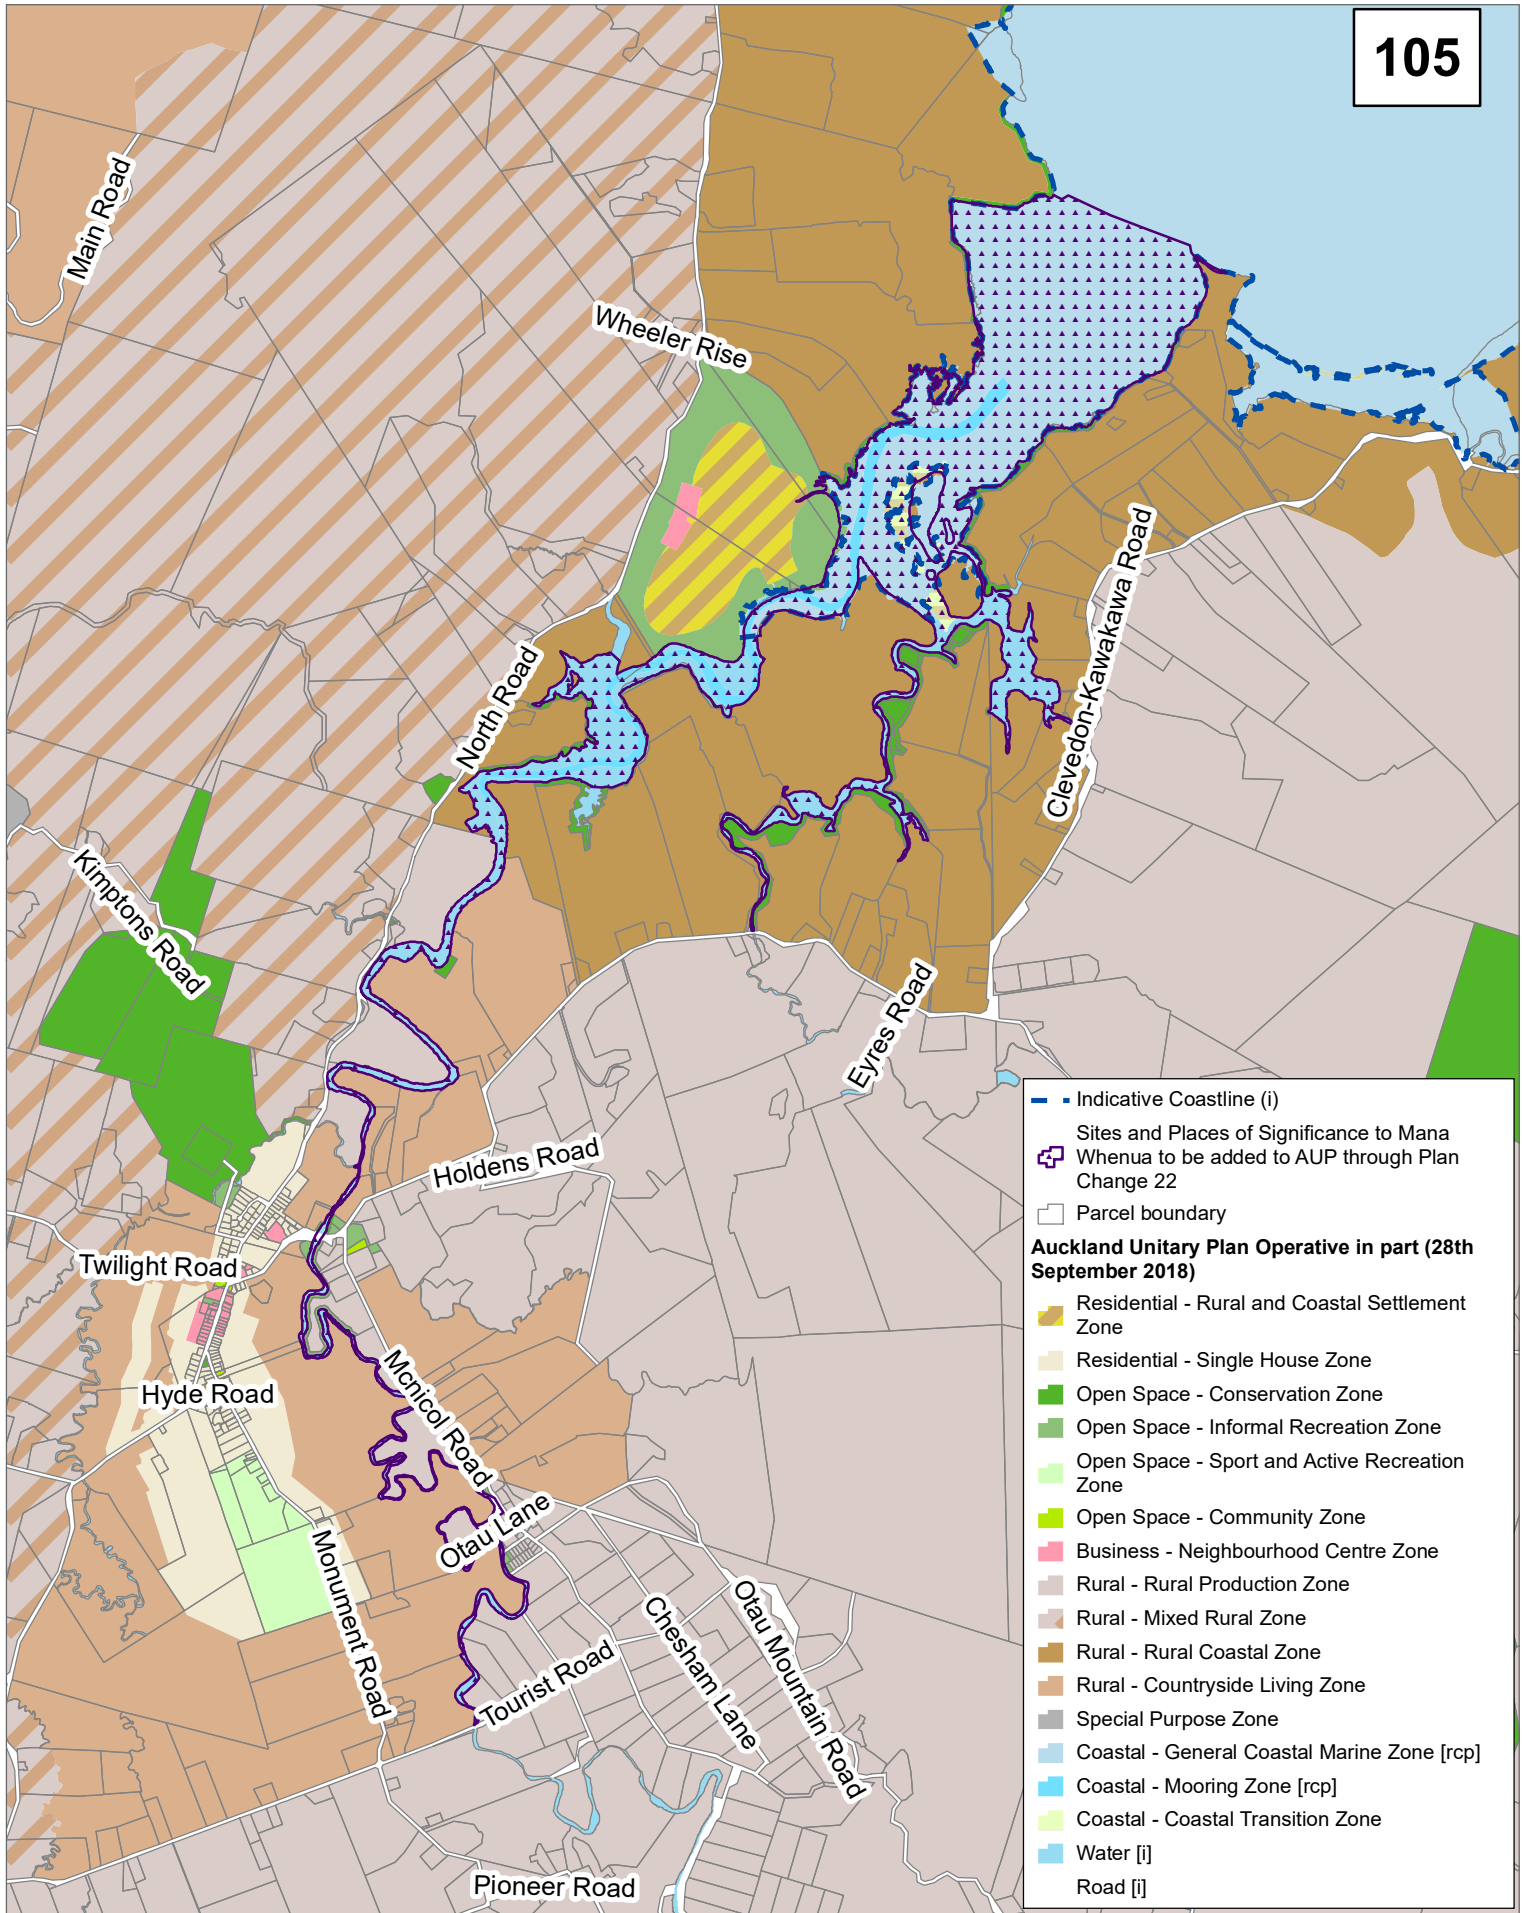 105
Main Road
Wheeler Rise
North Road
Clevedon-Kawakawa Road
Kimptons Road
Eyres Road
Holdens Road
Twilight Road
Hyde Road
Mcnicol Road
Otau Lane
Monument Road
Tourist Road
Chesham Lane
Otau Mountain Road
Pioneer Road
Indicative Coastline (i)
Sites and Places of Significance to Mana
Whenua to be added to AUP through Plan
Change 22
Parcel boundary
Auckland Unitary Plan Operative in part (28th
September 2018)
Residential - Rural and Coastal Settlement
Zone
Residential - Single House Zone
Open Space - Conservation Zone
Open Space - Informal Recreation Zone
Open Space - Sport and Active Recreation
Zone
Open Space - Community Zone
Business - Neighbourhood Centre Zone
Rural - Rural Production Zone
Rural - Mixed Rural Zone
Rural - Rural Coastal Zone
Rural - Countryside Living Zone
Special Purpose Zone
Coastal - General Coastal Marine Zone [rcp]
Coastal - Mooring Zone [rcp]
Coastal - Coastal Transition Zone
Water [i]
Road [i]